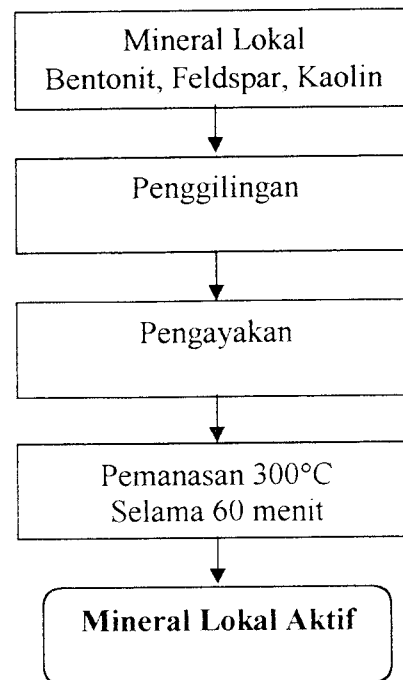 Mineral Lokal
Bentonit, Feldspar, Kaolin
Penggilingan
Pengayakan
Pemanasan 300°C
Selama 60 menit
Mineral Lokal Aktif